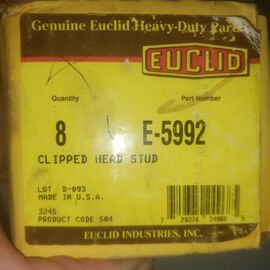 Genuine Euclid Heavy-Duty Parts
EUCLID
Quantity Part Number
8 E-5992
CLIPPED HEAD STUD
LOT D-093
MADE IN U.S.A.
3245
PRODUCT CODE 504
EUCLID INDUSTRIES, INC.